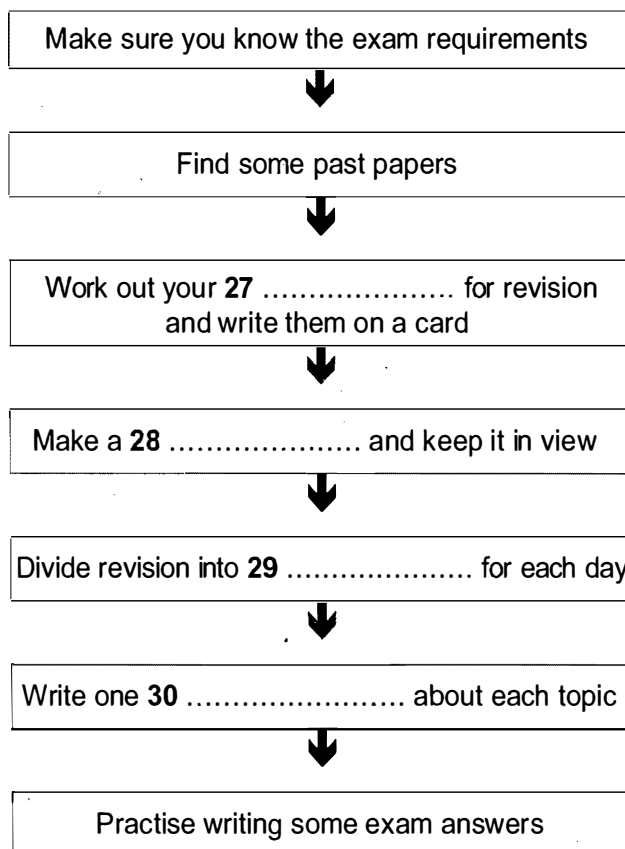 Make sure you know the exam requirements
Find some past papers
Work out your 27 ..................... for revision
and write them on a card
Make a 28 ..................... and keep it in view
Divide revision into 29 .................... for each day
Write one 30 ........................ about each topic
Practise writing some exam answers